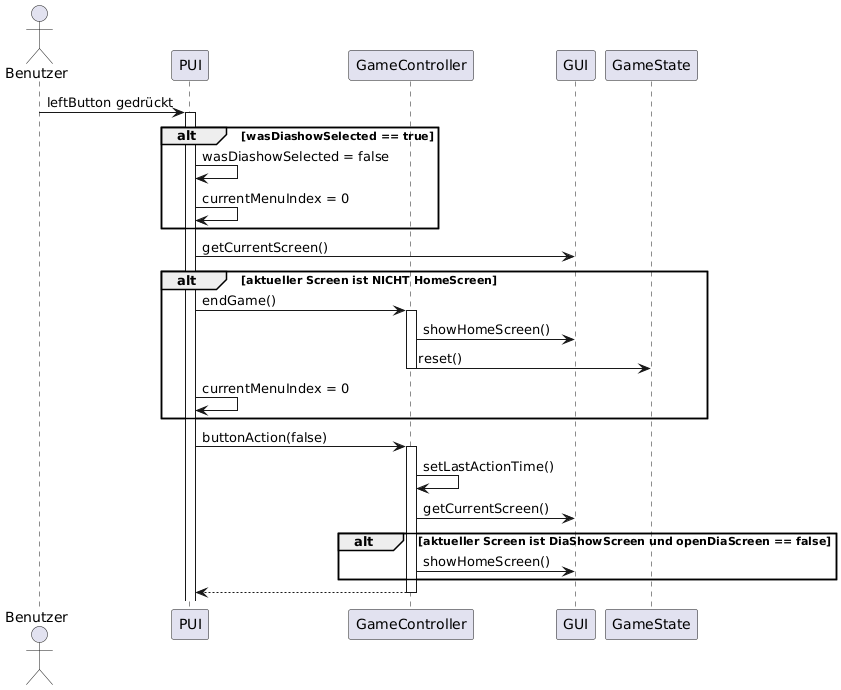 Benutzer
PUI
GameController
GUI
GameState
leftButton gedrückt
alt
[wasDiashowSelected == true]
wasDiashowSelected = false
currentMenuIndex = 0
getCurrentScreen()
alt
[aktueller Screen ist NICHT HomeScreen]
endGame()
showHomeScreen()
reset()
currentMenuIndex = 0
buttonAction(false)
setLastActionTime()
getCurrentScreen()
alt
[aktueller Screen ist DiaShowScreen und openDiaScreen == false]
showHomeScreen()
Benutzer
PUI
GameController
GUI
GameState